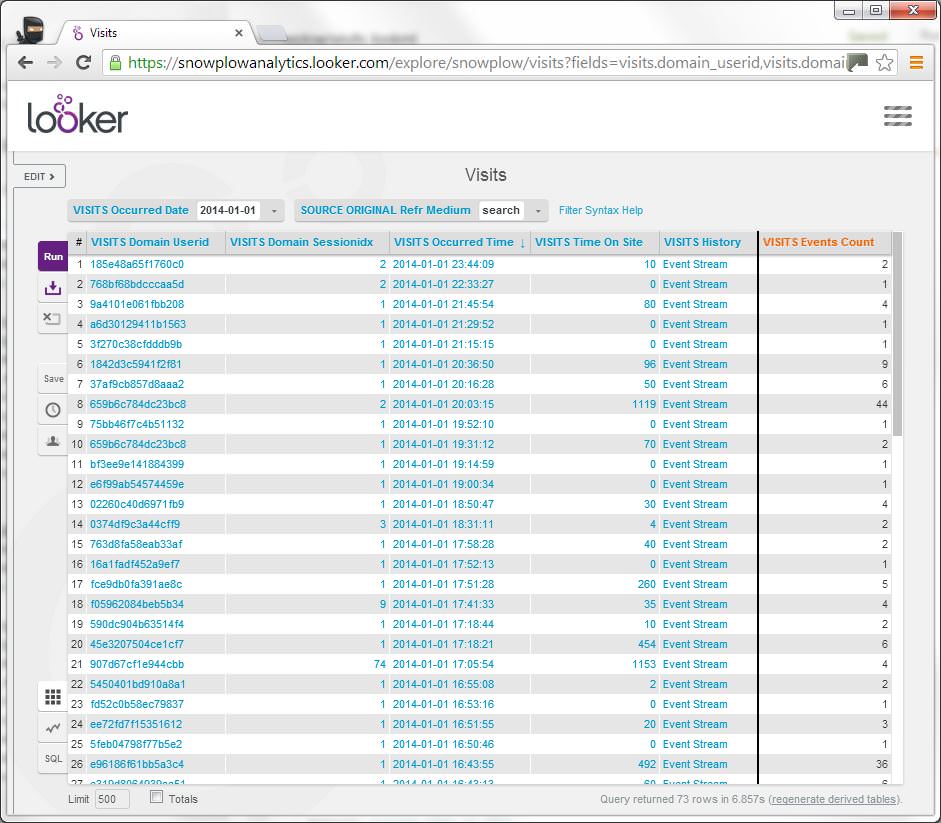 Visits
https://snowplowanalytics.looker.com/explore/snowplow/visits?fields=visits.domain_userid,visits.domai
looker
EDIT >
Visits
VISITS Occurred Date 2014-01-01 SOURCE ORIGINAL Refr Medium search Filter Syntax Help
# VISITS Domain Userid VISITS Domain Sessionidx VISITS Occurred Time ↓ VISITS Time On Site VISITS History VISITS Events Count
Run
1 185e48a65f1760c0 2 2014-01-01 23:44:09 10 Event Stream 2
2 768bf68bdcccaa5d 2 2014-01-01 22:33:27 0 Event Stream 1
3 9a4101e061fbb208 1 2014-01-01 21:45:54 80 Event Stream 4
4 a6d30129411b1563 1 2014-01-01 21:29:52 0 Event Stream 1
5 3f270c38cfdddb9b 1 2014-01-01 21:15:15 0 Event Stream 1
6 1842d3c5941f2f81 1 2014-01-01 20:36:50 96 Event Stream 9
Save
7 37af9cb857d8aaa2 1 2014-01-01 20:16:28 50 Event Stream 6
8 659b6c784dc23bc8 2 2014-01-01 20:03:15 1119 Event Stream 44
9 75bb46f7c4b51132 1 2014-01-01 19:52:10 0 Event Stream 1
10 659b6c784dc23bc8 1 2014-01-01 19:31:12 70 Event Stream 2
11 bf3ee9e141884399 1 2014-01-01 19:14:59 0 Event Stream 1
12 e6f99ab54574459e 1 2014-01-01 19:00:34 0 Event Stream 1
13 02260c40d6971fb9 1 2014-01-01 18:50:47 30 Event Stream 4
14 0374df9c3a44cff9 3 2014-01-01 18:31:11 4 Event Stream 2
15 763d8fa58eab33af 1 2014-01-01 17:58:28 40 Event Stream 2
16 16a1fadf452a9ef7 1 2014-01-01 17:52:13 0 Event Stream 1
17 fce9db0fa391ae8c 1 2014-01-01 17:51:28 260 Event Stream 5
18 f05962084beb5b34 9 2014-01-01 17:41:33 35 Event Stream 4
19 590dc904b63514f4 1 2014-01-01 17:18:44 10 Event Stream 2
20 45e3207504ce1cf7 1 2014-01-01 17:18:21 454 Event Stream 6
21 907d67cf1e944cbb 74 2014-01-01 17:05:54 1153 Event Stream 4
22 5450401bd910a8a1 1 2014-01-01 16:55:08 2 Event Stream 2
23 fd52c0b58ec79837 1 2014-01-01 16:53:16 0 Event Stream 1
24 ee72fd7f15351612 1 2014-01-01 16:51:55 20 Event Stream 3
25 5feb04798f77b5e2 1 2014-01-01 16:50:46 0 Event Stream 1
SQL
26 e96186f61bb5a3c4 1 2014-01-01 16:43:55 492 Event Stream 36
Limit 500 Totals Query returned 73 rows in 6.857s (regenerate derived tables).